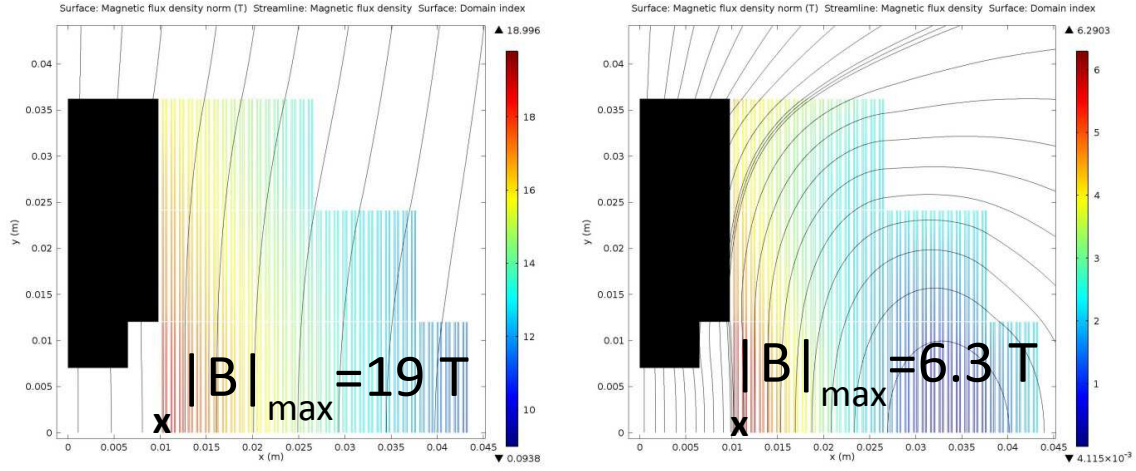 Surface: Magnetic flux density norm (T) Streamline: Magnetic flux density Surface: Domain index
▲ 18.996
0.04
0.035
0.03
0.025
0.02
0.015
0.01
0.005
0
y (m)
0 0.005 0.01 0.015 0.02 0.025 0.03 0.035 0.04 0.045
x (m)
18
16
14
12
10
▼ 0.0938
|B|max=19 T
x
Surface: Magnetic flux density norm (T) Streamline: Magnetic flux density Surface: Domain index
▲ 6.2903
0.04
0.035
0.03
0.025
0.02
0.015
0.01
0.005
0
y (m)
0 0.005 0.01 0.015 0.02 0.025 0.03 0.035 0.04 0.045
x (m)
6
5
4
3
2
1
▼ 4.115×10⁻³
|B|max=6.3 T
x